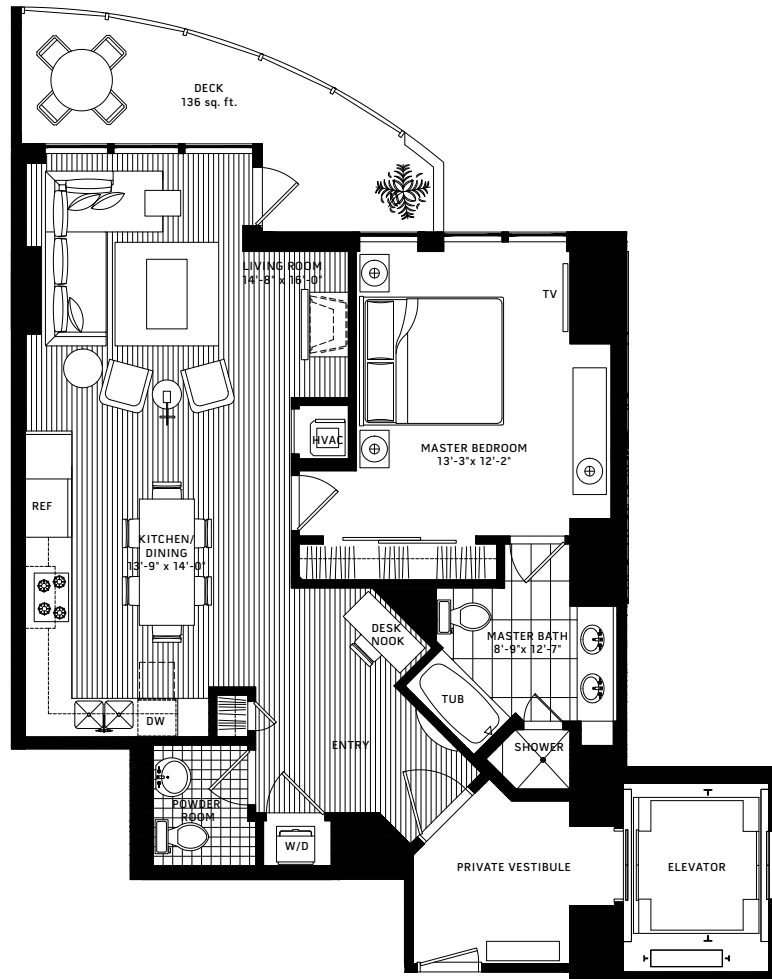 DECK
136 sq. ft.
LIVING ROOM
14'-8" x 16'-0"
TV
HVAC
MASTER BEDROOM
13'-3"x 12'-2"
REF
KITCHEN/
DINING
13'-9" x 14'-0"
DESK
NOOK
MASTER BATH
8'-9"x 12'-7"
TUB
DW
ENTRY
SHOWER
POWDER
ROOM
W/D
PRIVATE VESTIBULE
ELEVATOR